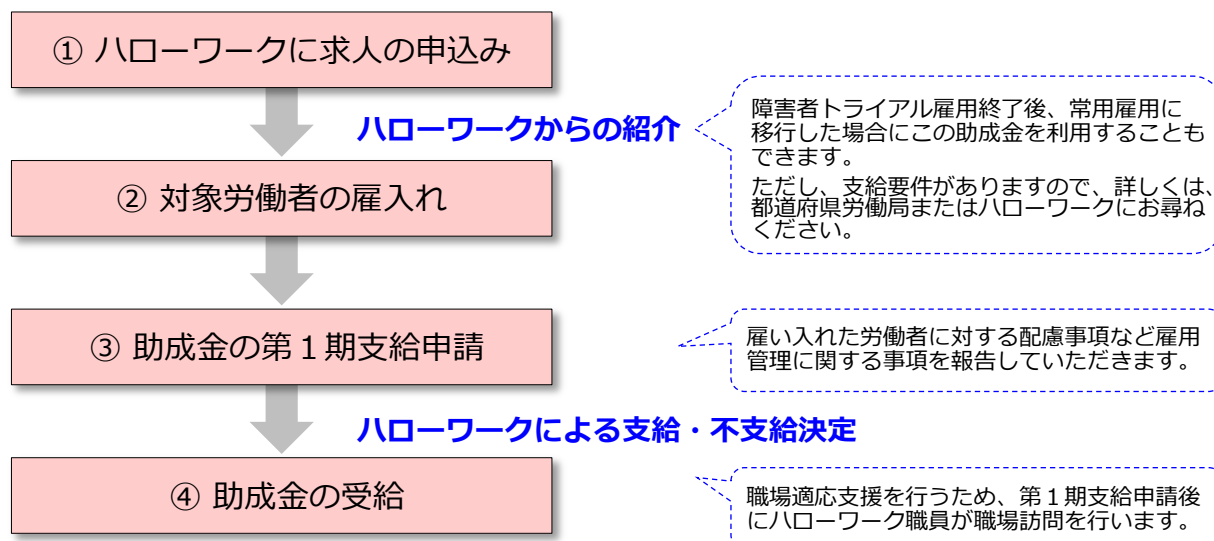 ① ハローワークに求人の申込み
ハローワークからの紹介
障害者トライアル雇用終了後、常用雇用に
移行した場合にこの助成金を利用することも
できます。
ただし、支給要件がありますので、詳しくは、
都道府県労働局またはハローワークにお尋ね
ください。
② 対象労働者の雇入れ
③ 助成金の第１期支給申請
雇い入れた労働者に対する配慮事項など雇用
管理に関する事項を報告していただきます。
ハローワークによる支給・不支給決定
④ 助成金の受給
職場適応支援を行うため、第１期支給申請後
にハローワーク職員が職場訪問を行います。